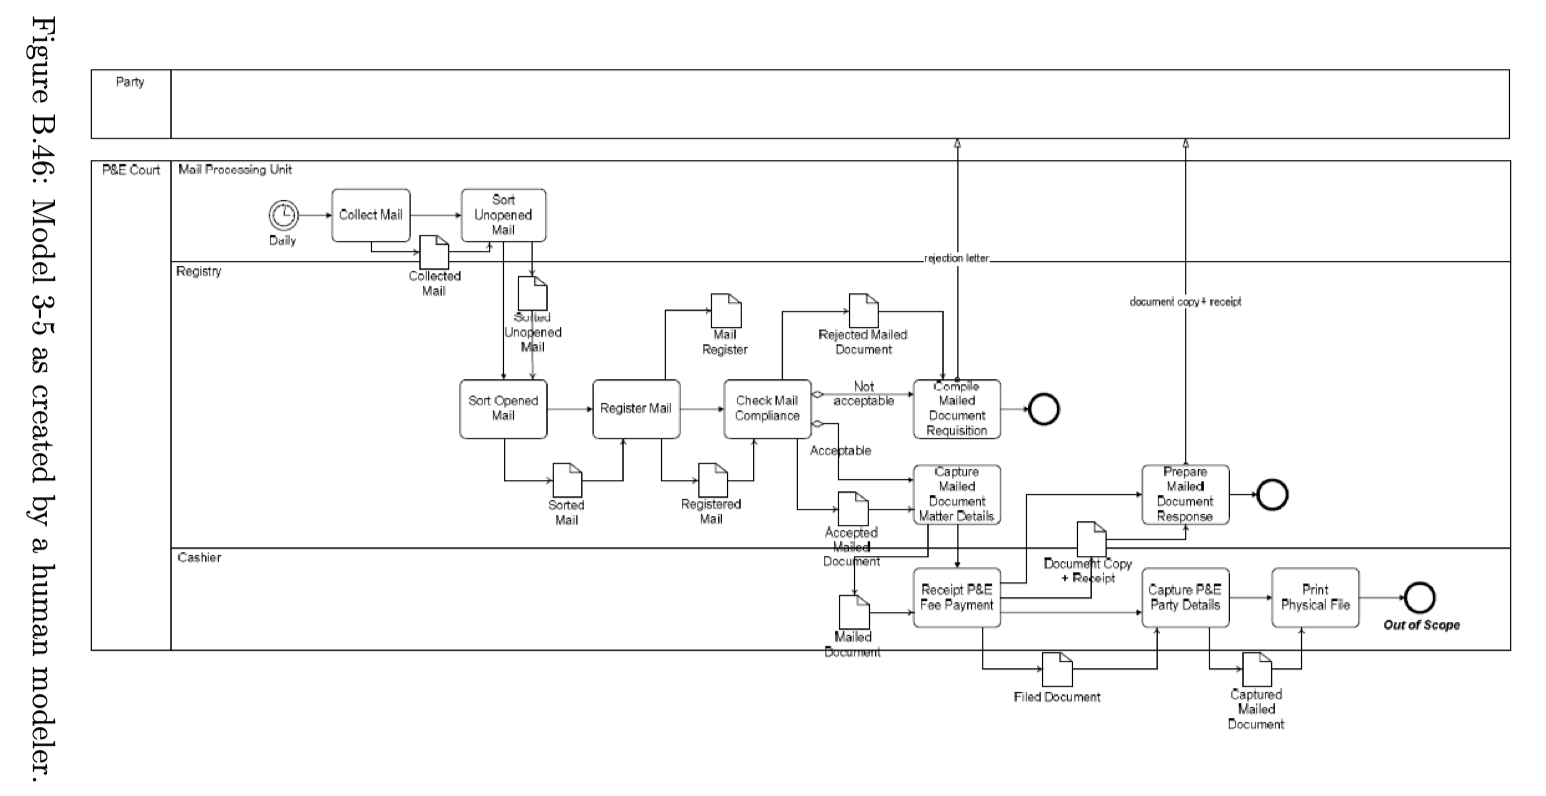 Figure B.46: Model 3-5 as created by a human modeler.
Party
P&E Court
Mail Processing Unit
Daily
Collect Mail
Sort
Unopened
Mail
Collected
Mail
Registry
rejection letter
Sorted
Unopened
Mail
document copy + receipt
Mail
Register
Rejected Mailed
Document
Sort Opened
Mail
Register Mail
Check Mail
Compliance
Not
acceptable
Compile
Mailed
Document
Requisition
Acceptable
Sorted
Mail
Registered
Mail
Accepted
Mailed
Document
Capture
Mailed
Document
Matter Details
Prepare
Mailed
Document
Response
Cashier
Document Copy
+ Receipt
Receipt P&E
Fee Payment
Capture P&E
Party Details
Print
Physical File
Out of Scope
Mailed
Document
Filed Document
Captured
Mailed
Document